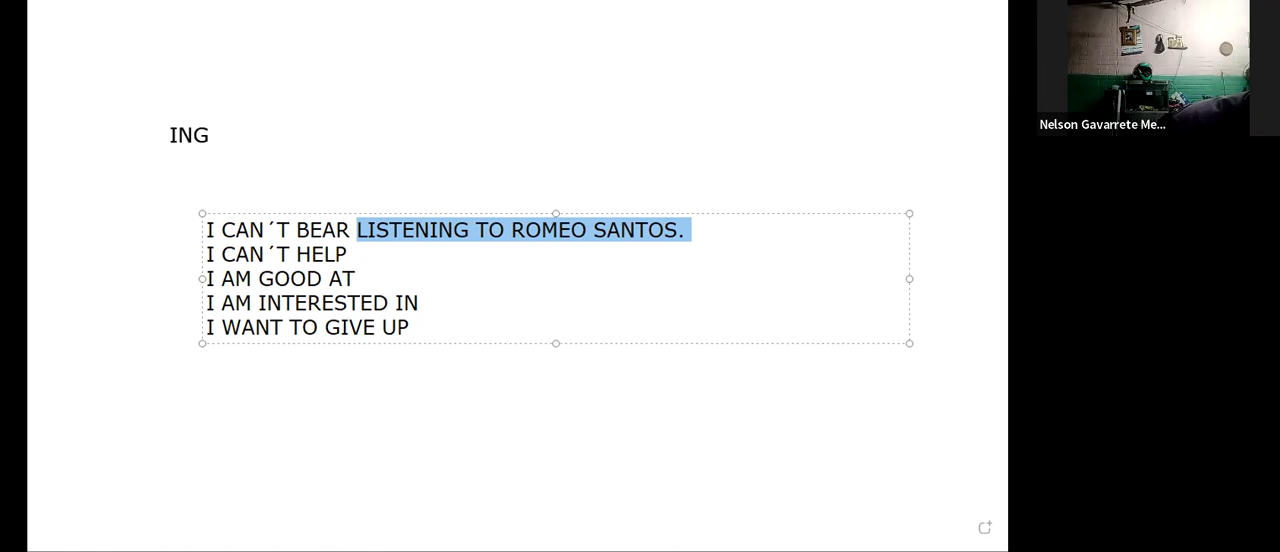 ING
I CAN´T BEAR LISTENING TO ROMEO SANTOS.
I CAN´T HELP
I AM GOOD AT
I AM INTERESTED IN
I WANT TO GIVE UP
Nelson Gavarrete Me...